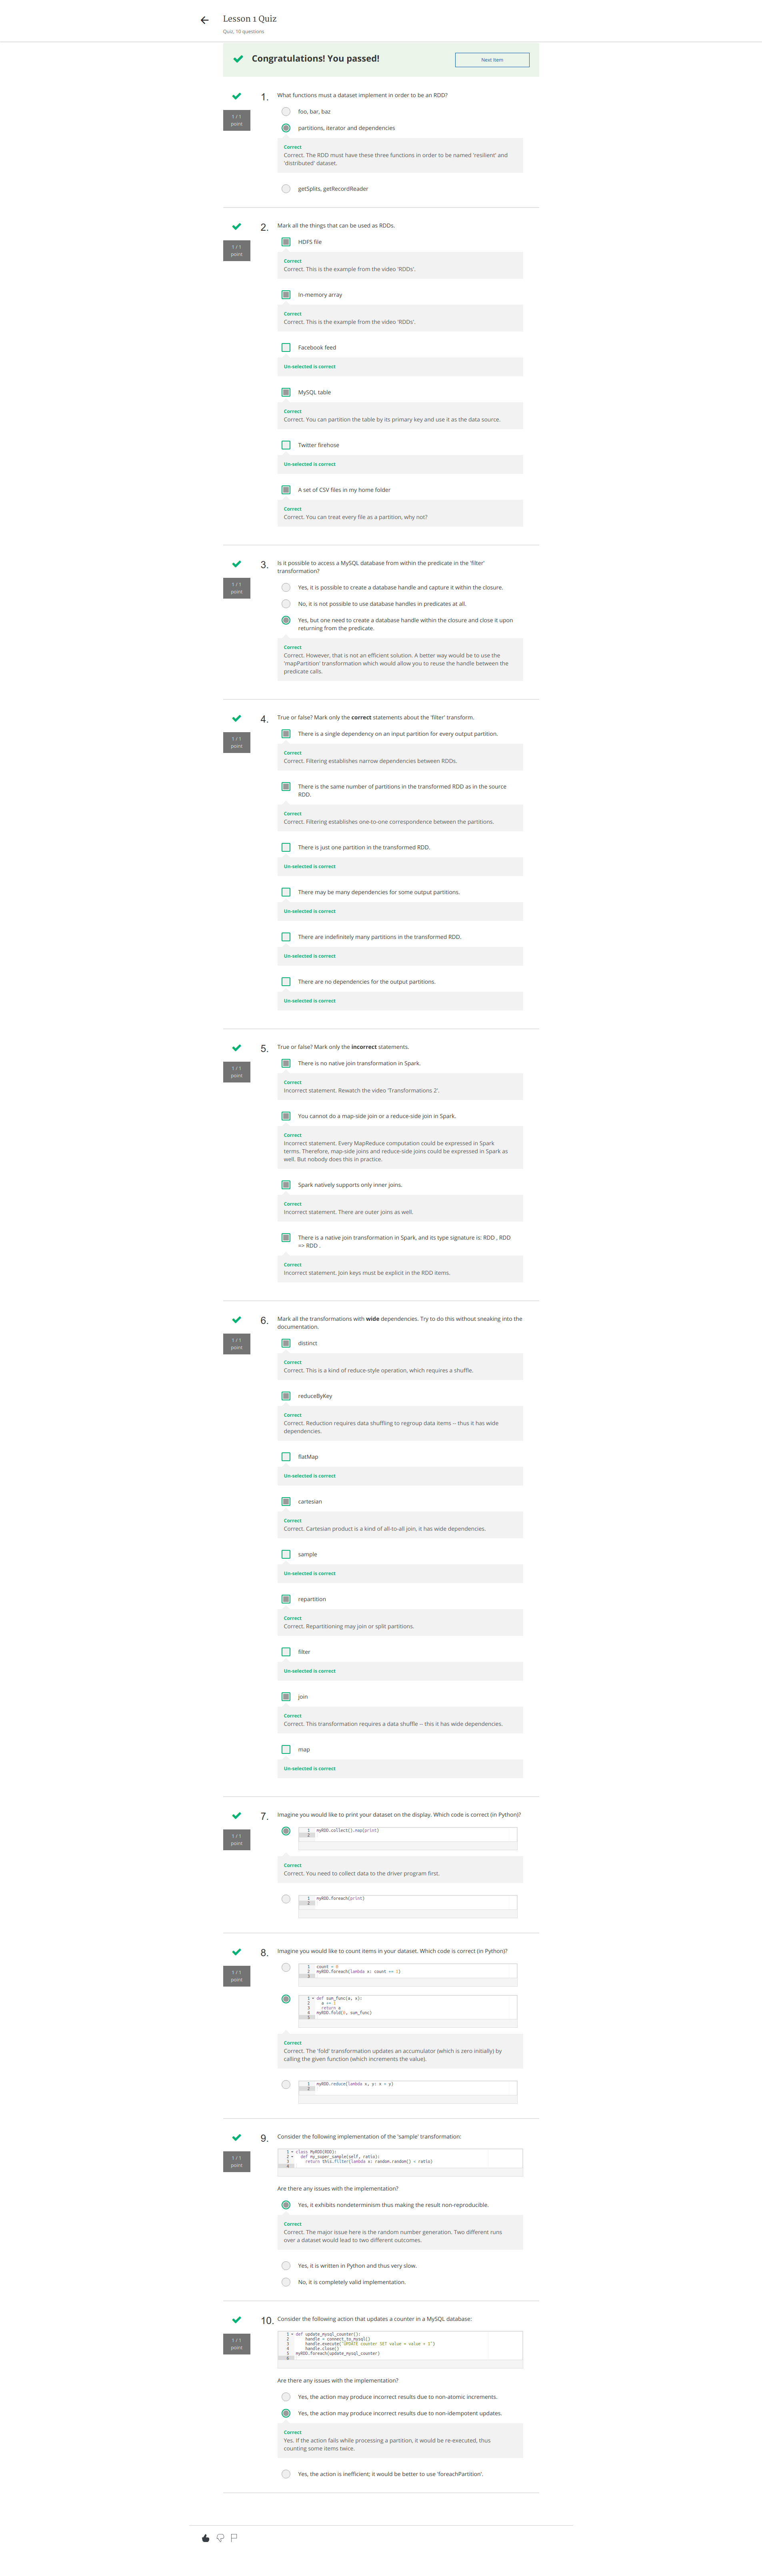 Lesson 1 Quiz
Quiz, 10 questions
Congratulations! You passed!
Next Item
1 / 1
point
1.
What functions must a dataset implement in order to be an RDD?
foo, bar, baz
partitions, iterator and dependencies
Correct
Correct. The RDD must have these three functions in order to be named 'resilient' and
'distributed' dataset.
getSplits, getRecordReader
1 / 1
point
2.
Mark all the things that can be used as RDDs.
HDFS file
Correct
Correct. This is the example from the video 'RDDs'.
In-memory array
Correct
Correct. This is the example from the video 'RDDs'.
Facebook feed
Un-selected is correct
MySQL table
Correct
Correct. You can partition the table by its primary key and use it as the data source.
Twitter firehose
Un-selected is correct
A set of CSV files in my home folder
Correct
Correct. You can treat every file as a partition, why not?
1 / 1
point
3.
Is it possible to access a MySQL database from within the predicate in the 'filter'
transformation?
Yes, it is possible to create a database handle and capture it within the closure.
No, it is not possible to use database handles in predicates at all.
Yes, but one need to create a database handle within the closure and close it upon
returning from the predicate.
Correct
Correct. However, that is not an efficient solution. A better way would be to use the
'mapPartition' transformation which would allow you to reuse the handle between the
predicate calls.
1 / 1
point
4.
True or false? Mark only the correct statements about the 'filter' transform.
There is a single dependency on an input partition for every output partition.
Correct
Correct. Filtering establishes narrow dependencies between RDDs.
There is the same number of partitions in the transformed RDD as in the source
RDD.
Correct
Correct. Filtering establishes one-to-one correspondence between the partitions.
There is just one partition in the transformed RDD.
Un-selected is correct
There may be many dependencies for some output partitions.
Un-selected is correct
There are indefinitely many partitions in the transformed RDD.
Un-selected is correct
There are no dependencies for the output partitions.
Un-selected is correct
1 / 1
point
5.
True or false? Mark only the incorrect statements.
There is no native join transformation in Spark.
Correct
Incorrect statement. Rewatch the video 'Transformations 2'.
You cannot do a map-side join or a reduce-side join in Spark.
Correct
Incorrect statement. Every MapReduce computation could be expressed in Spark
terms. Therefore, map-side joins and reduce-side joins could be expressed in Spark as
well. But nobody does this in practice.
Spark natively supports only inner joins.
Correct
Incorrect statement. There are outer joins as well.
There is a native join transformation in Spark, and its type signature is: RDD , RDD
=> RDD .
Correct
Incorrect statement. Join keys must be explicit in the RDD items.
1 / 1
point
6.
Mark all the transformations with wide dependencies. Try to do this without sneaking into the
documentation.
distinct
Correct
Correct. This is a kind of reduce-style operation, which requires a shuffle.
reduceByKey
Correct
Correct. Reduction requires data shuffling to regroup data items -- thus it has wide
dependencies.
flatMap
Un-selected is correct
cartesian
Correct
Correct. Cartesian product is a kind of all-to-all join, it has wide dependencies.
sample
Un-selected is correct
repartition
Correct
Correct. Repartitioning may join or split partitions.
filter
Un-selected is correct
join
Correct
Correct. This transformation requires a data shuffle -- this it has wide dependencies.
map
Un-selected is correct
1 / 1
point
7.
Imagine you would like to print your dataset on the display. Which code is correct (in Python)?
1 myRDD.collect().map(print)
2
Correct
Correct. You need to collect data to the driver program first.
1 myRDD.foreach(print)
2
1 / 1
point
8.
Imagine you would like to count items in your dataset. Which code is correct (in Python)?
1 count = 0
2 myRDD.foreach(lambda x: count += 1)
3
1 def sum_func(a, x):
2 a += 1
3 return a
4 myRDD.fold(0, sum_func)
5
Correct
Correct. The 'fold' transformation updates an accumulator (which is zero initially) by
calling the given function (which increments the value).
1 myRDD.reduce(lambda x, y: x + y)
2
1 / 1
point
9.
Consider the following implementation of the 'sample' transformation:
1 class MyRDD(RDD):
2 def my_super_sample(self, ratio):
3 return this.filter(lambda x: random.random() < ratio)
4
Are there any issues with the implementation?
Yes, it exhibits nondeterminism thus making the result non-reproducible.
Correct
Correct. The major issue here is the random number generation. Two different runs
over a dataset would lead to two different outcomes.
Yes, it is written in Python and thus very slow.
No, it is completely valid implementation.
1 / 1
point
10.
Consider the following action that updates a counter in a MySQL database:
1 def update_mysql_counter():
2 handle = connect_to_mysql()
3 handle.execute("UPDATE counter SET value = value + 1")
4 handle.close()
5 myRDD.foreach(update_mysql_counter)
6
Are there any issues with the implementation?
Yes, the action may produce incorrect results due to non-atomic increments.
Yes, the action may produce incorrect results due to non-idempotent updates.
Correct
Yes. If the action fails while processing a partition, it would be re-executed, thus
counting some items twice.
Yes, the action is inefficient; it would be better to use 'foreachPartition'.